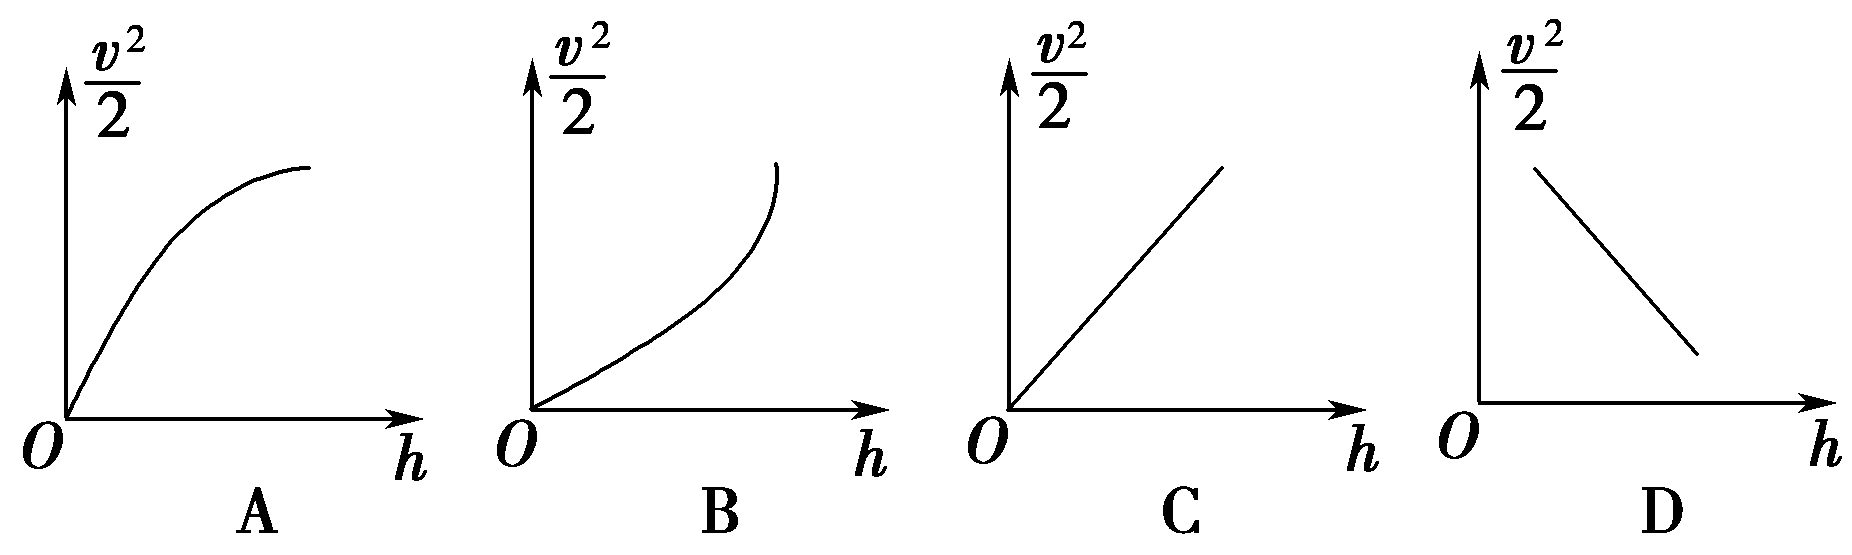 v²/2 v²/2 v²/2 v²/2
O h O h O h O h
A B C D